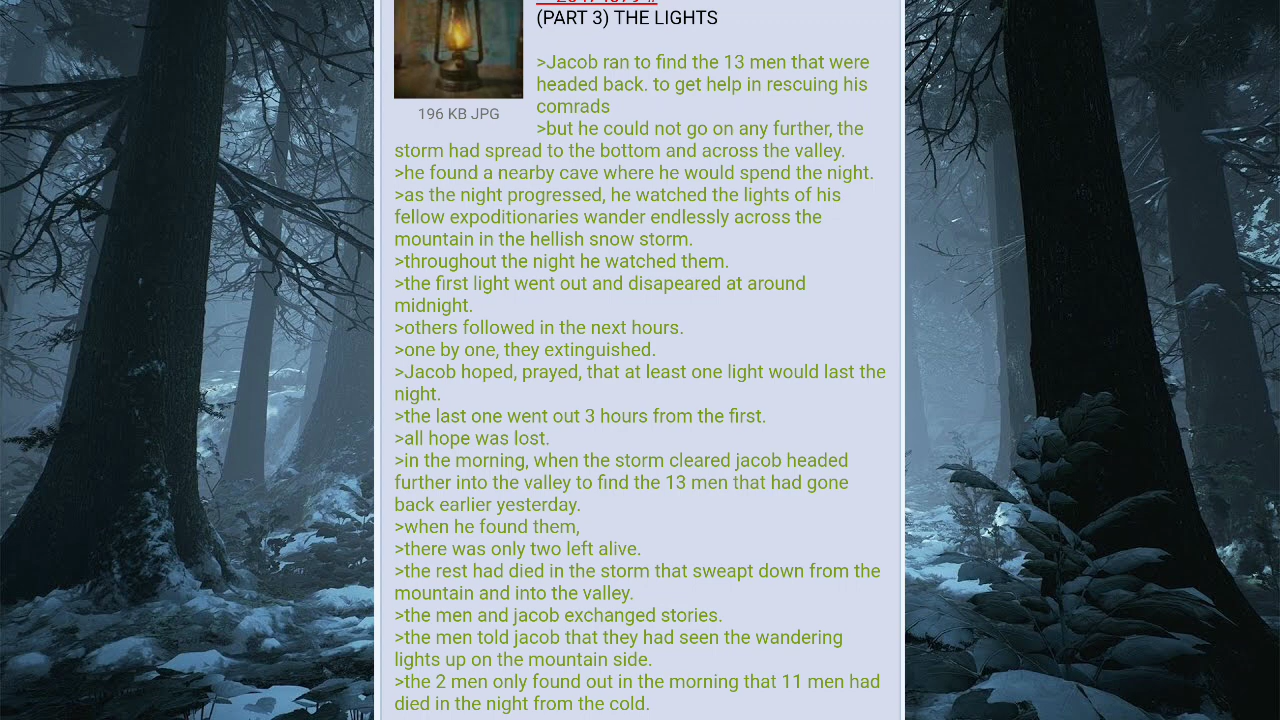 (PART 3) THE LIGHTS
>Jacob ran to find the 13 men that were
headed back. to get help in rescuing his
comrads
196 KB JPG
>but he could not go on any further, the
storm had spread to the bottom and across the valley.
>he found a nearby cave where he would spend the night.
>as the night progressed, he watched the lights of his
fellow expoditionaries wander endlessly across the
mountain in the hellish snow storm.
>throughout the night he watched them.
>the first light went out and disapeared at around
midnight.
>others followed in the next hours.
>one by one, they extinguished.
>Jacob hoped, prayed, that at least one light would last the
night.
>the last one went out 3 hours from the first.
>all hope was lost.
>in the morning, when the storm cleared jacob headed
further into the valley to find the 13 men that had gone
back earlier yesterday.
>when he found them,
>there was only two left alive.
>the rest had died in the storm that sweapt down from the
mountain and into the valley.
>the men and jacob exchanged stories.
>the men told jacob that they had seen the wandering
lights up on the mountain side.
>the 2 men only found out in the morning that 11 men had
died in the night from the cold.